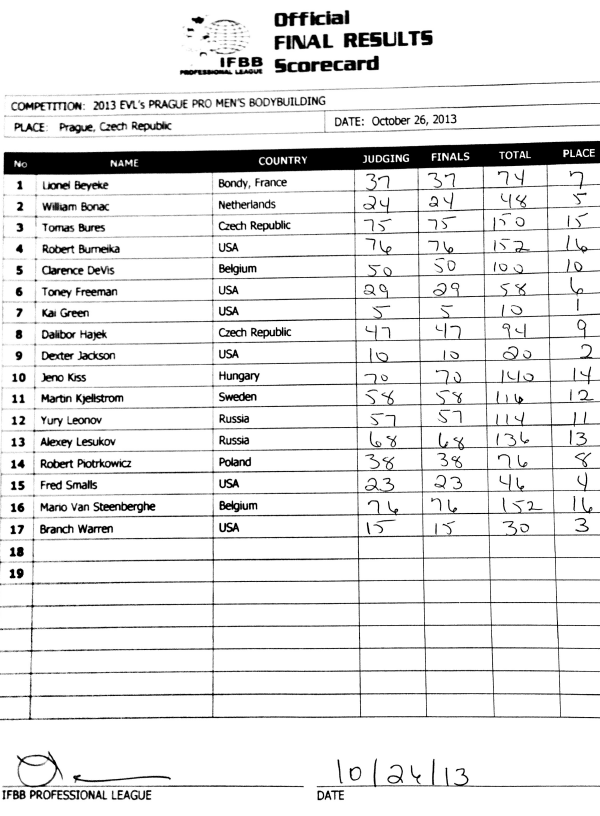 Official
FINAL RESULTS
Scorecard
IFBB
PROFESSIONAL LEAGUE
COMPETITION: 2013 EVL's PRAGUE PRO MEN'S BODYBUILDING
PLACE: Prague, Czech Republic DATE: October 26, 2013
No NAME COUNTRY JUDGING FINALS TOTAL PLACE
1 Lionel Beyeke Bondy, France 37 37 74 7
2 William Bonac Netherlands 24 24 48 5
3 Tomas Bures Czech Republic 75 75 150 15
4 Robert Burneika USA 76 76 152 16
5 Clarence DeVis Belgium 50 50 100 10
6 Toney Freeman USA 29 29 58 6
7 Kai Green USA 5 5 10 1
8 Dalibor Hajek Czech Republic 47 47 94 9
9 Dexter Jackson USA 10 10 20 2
10 Jeno Kiss Hungary 70 70 140 14
11 Martin Kjellstrom Sweden 58 58 116 12
12 Yury Leonov Russia 57 57 114 11
13 Alexey Lesukov Russia 68 68 136 13
14 Robert Piotrkowicz Poland 38 38 76 8
15 Fred Smalls USA 23 23 46 4
16 Mario Van Steenberghe Belgium 76 76 152 16
17 Branch Warren USA 15 15 30 3
18
19
10/26/13
IFBB PROFESSIONAL LEAGUE DATE